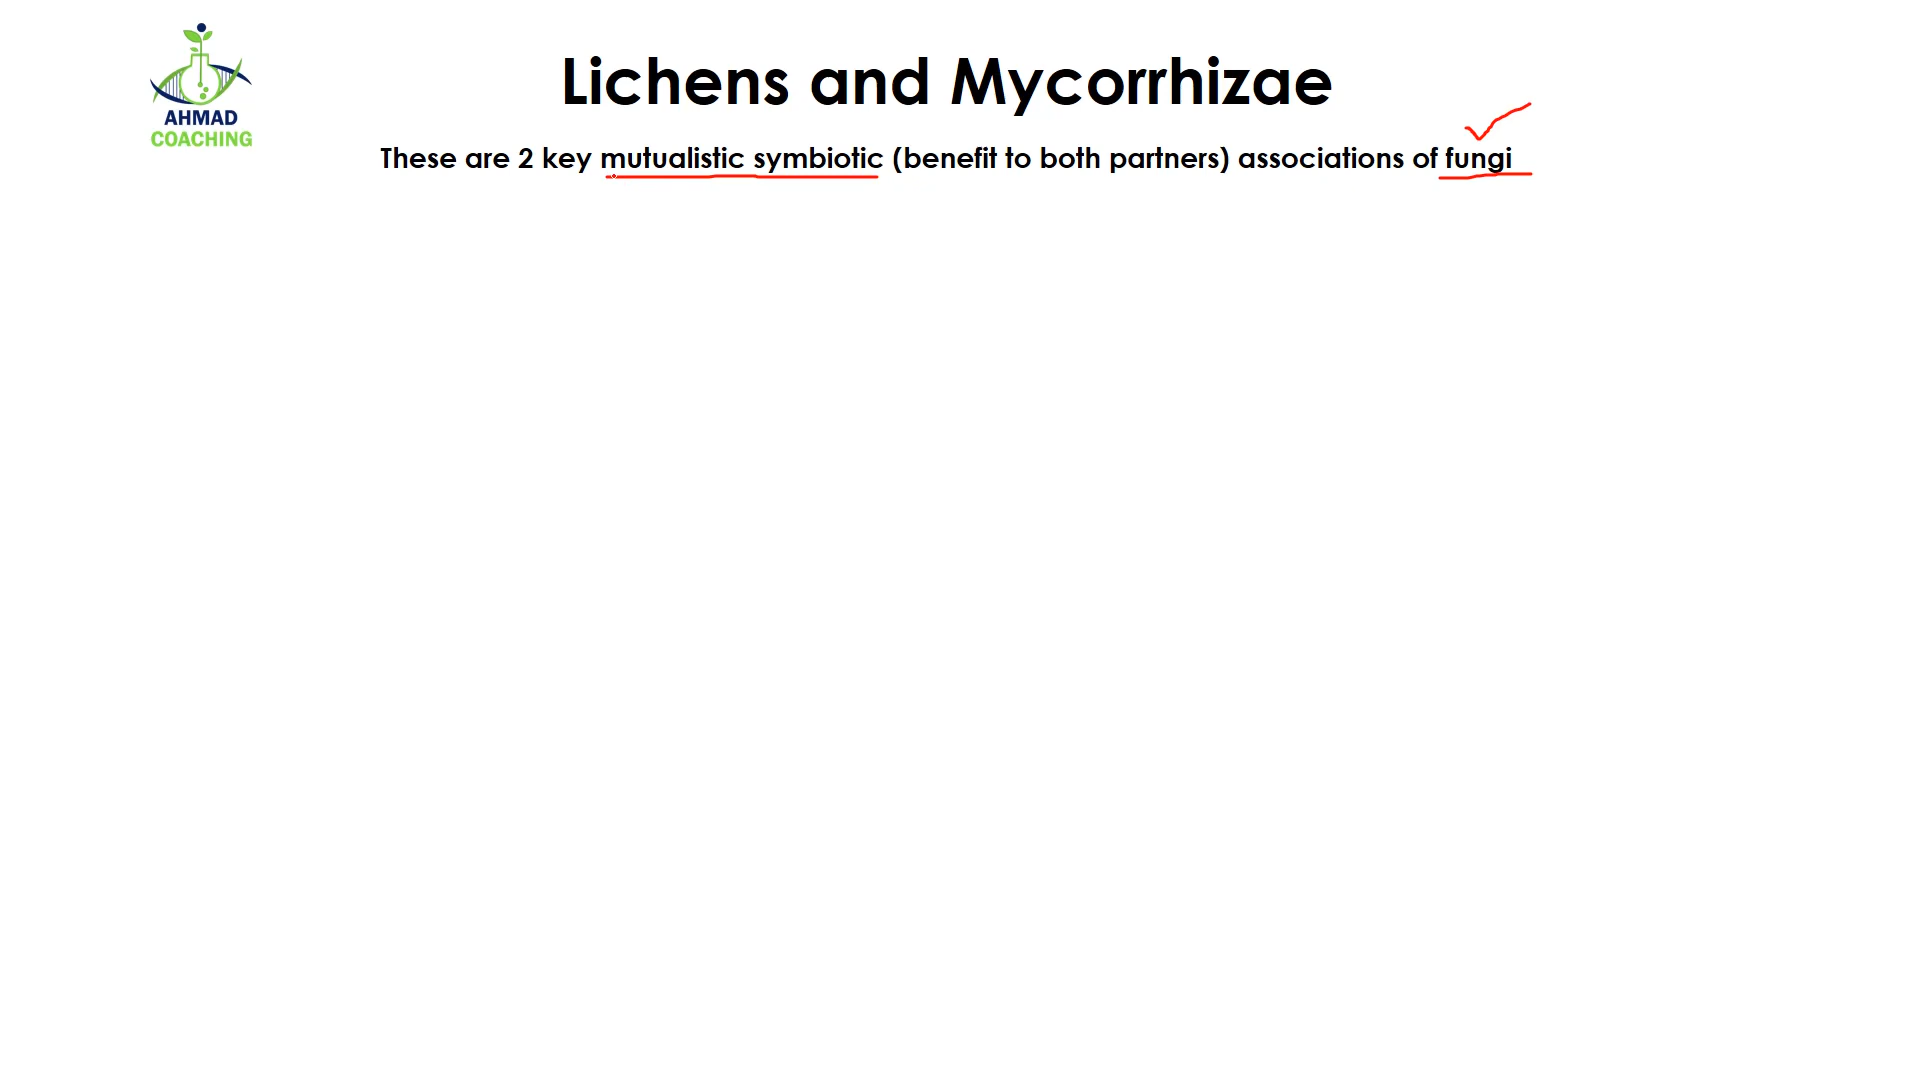 AHMAD
COACHING
Lichens and Mycorrhizae
These are 2 key mutualistic symbiotic (benefit to both partners) associations of fungi